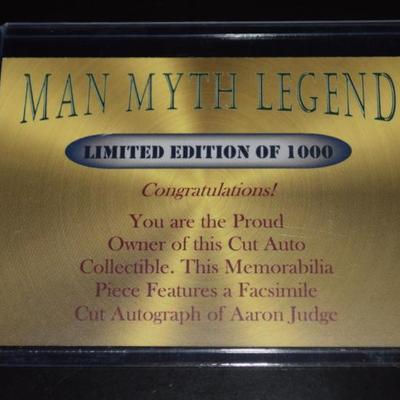 MAN MYTH LEGEND
LIMITED EDITION OF 1000
Congratulations!
You are the Proud
Owner of this Cut Auto
Collectible. This Memorabilia
Piece Features a Facsimile
Cut Autograph of Aaron Judge